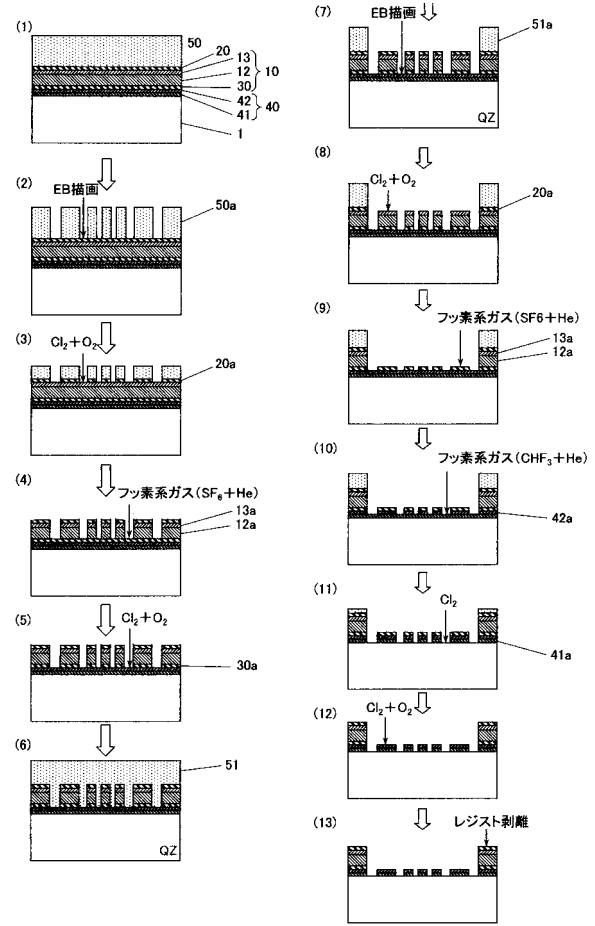 (1)
50
20
13
12
10
30
42
40
41
1
(2)
EB描画
50a
(3)
Cl₂+O₂
20a
(4)
フッ素系ガス(SF₆+He)
13a
12a
(5)
Cl₂+O₂
30a
(6)
51
QZ
(7)
EB描画
51a
QZ
(8)
Cl₂+O₂
20a
(9)
フッ素系ガス(SF6+He)
13a
12a
(10)
フッ素系ガス(CHF₃+He)
42a
(11)
Cl₂
41a
(12)
Cl₂+O₂
(13)
レジスト剥離